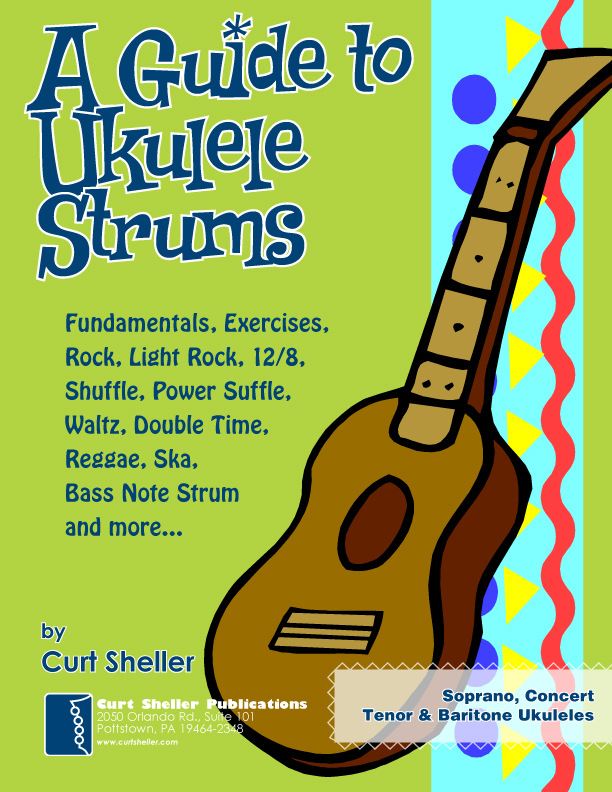 A Guide to
Ukulele
Strums
Fundamentals, Exercises,
Rock, Light Rock, 12/8,
Shuffle, Power Suffle,
Waltz, Double Time,
Reggae, Ska,
Bass Note Strum
and more...
by
Curt Sheller
Curt Sheller Publications
2050 Orlando Rd., Suite 101
Pottstown, PA 19464-2348
www.curtsheller.com
Soprano, Concert
Tenor & Baritone Ukuleles